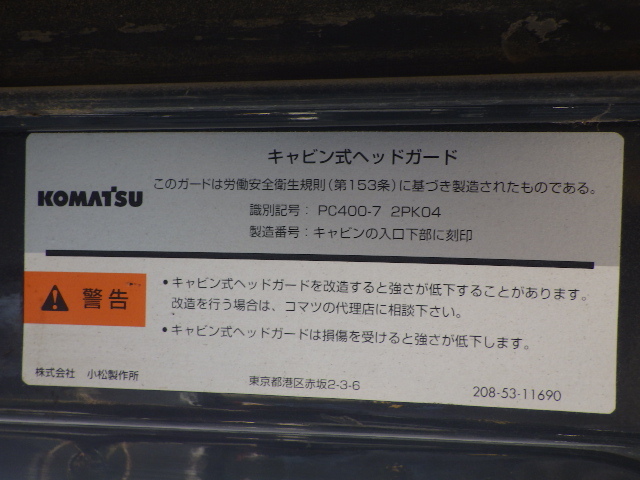 キャビン式ヘッドガード
KOMATSU
このガードは労働安全衛生規則(第153条)に基づき製造されたものである。
識別記号: PC400-7 2PK04
製造番号:キャビンの入口下部に刻印
警告
•キャビン式ヘッドガードを改造すると強さが低下することがあります。
改造を行う場合は、コマツの代理店に相談下さい。
•キャビン式ヘッドガードは損傷を受けると強さが低下します。
株式会社 小松製作所
東京都港区赤坂2-3-6
208-53-11690